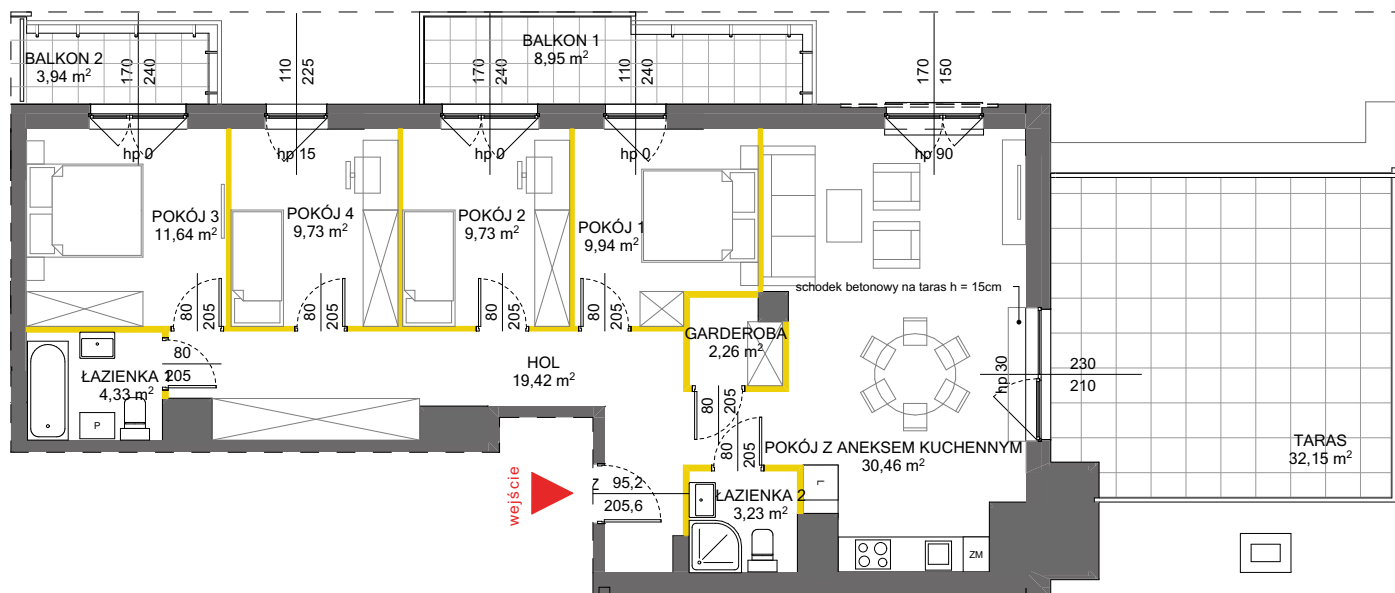 BALKON 2
3,94 m²
170
240
110
225
170
240
BALKON 1
8,95 m²
110
240
170
150
hp 0
hp 15
hp 0
hp 0
hp 90
POKÓJ 3
11,64 m²
POKÓJ 4
9,73 m²
POKÓJ 2
9,73 m²
POKÓJ 1
9,94 m²
schodek betonowy na taras h = 15cm
80
205
80
205
80
205
80
205
GARDEROBA
2,26 m²
HOL
19,42 m²
80
205
ŁAZIENKA 1
4,33 m²
P
hp 30
230
210
80
205
80
205
POKÓJ Z ANEKSEM KUCHENNYM
30,46 m²
TARAS
32,15 m²
wejście
Z
95,2
205,6
L
ŁAZIENKA 2
3,23 m²
ZM